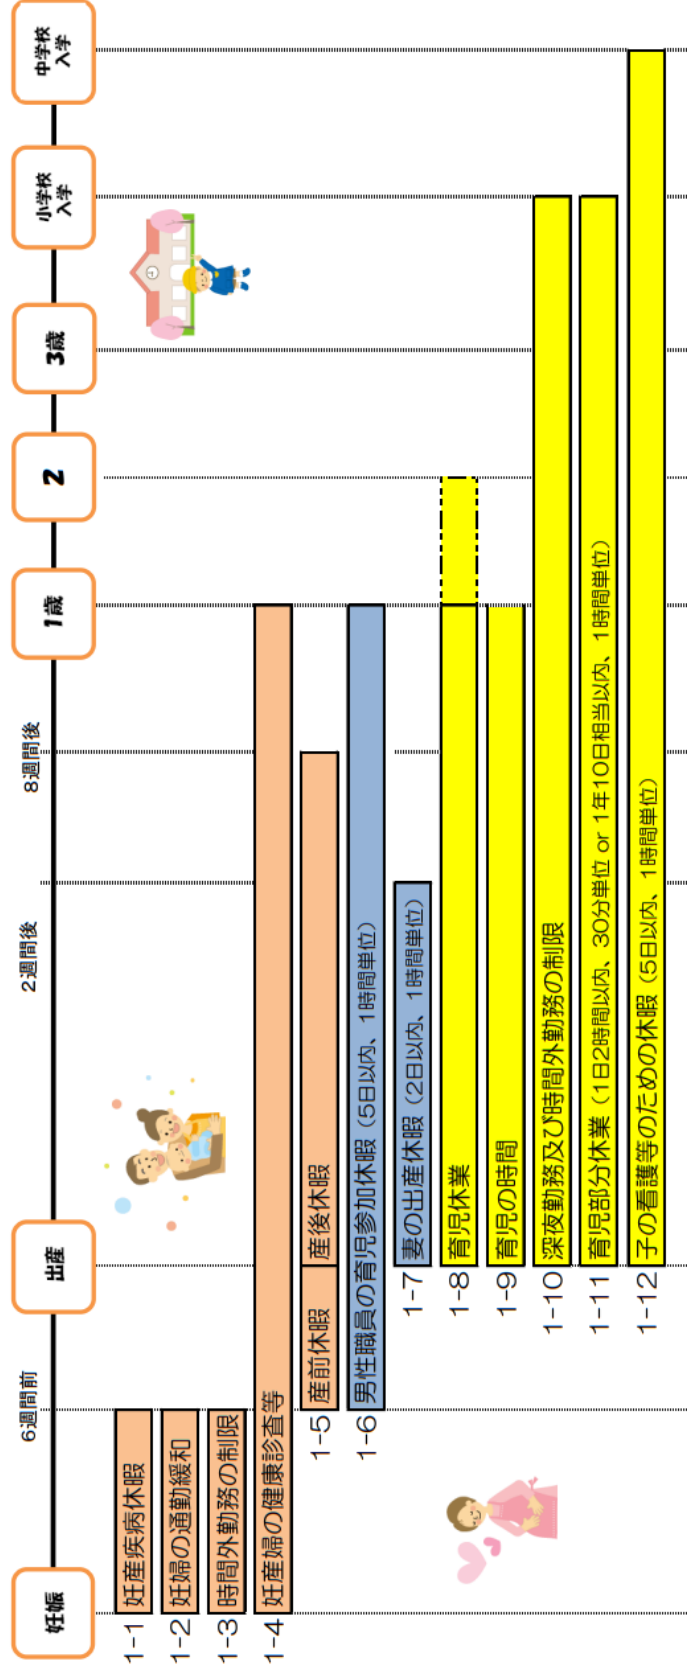 妊娠
6週間前
出産
2週間後
8週間後
1歳
2
3歳
小学校
入学
中学校
入学
1-1 妊産疾病休暇
1-2 妊婦の通勤緩和
1-3 時間外勤務の制限
1-4 妊産婦の健康診査等
1-5 産前休暇 産後休暇
1-6 男性職員の育児参加休暇(5日以内、1時間単位)
1-7 妻の出産休暇(2日以内、1時間単位)
1-8 育児休業
1-9 育児の時間
1-10 深夜勤務及び時間外勤務の制限
1-11 育児部分休業(1日2時間以内、30分単位 or 1年10日相当以内、1時間単位)
1-12 子の看護等のための休暇(5日以内、1時間単位)